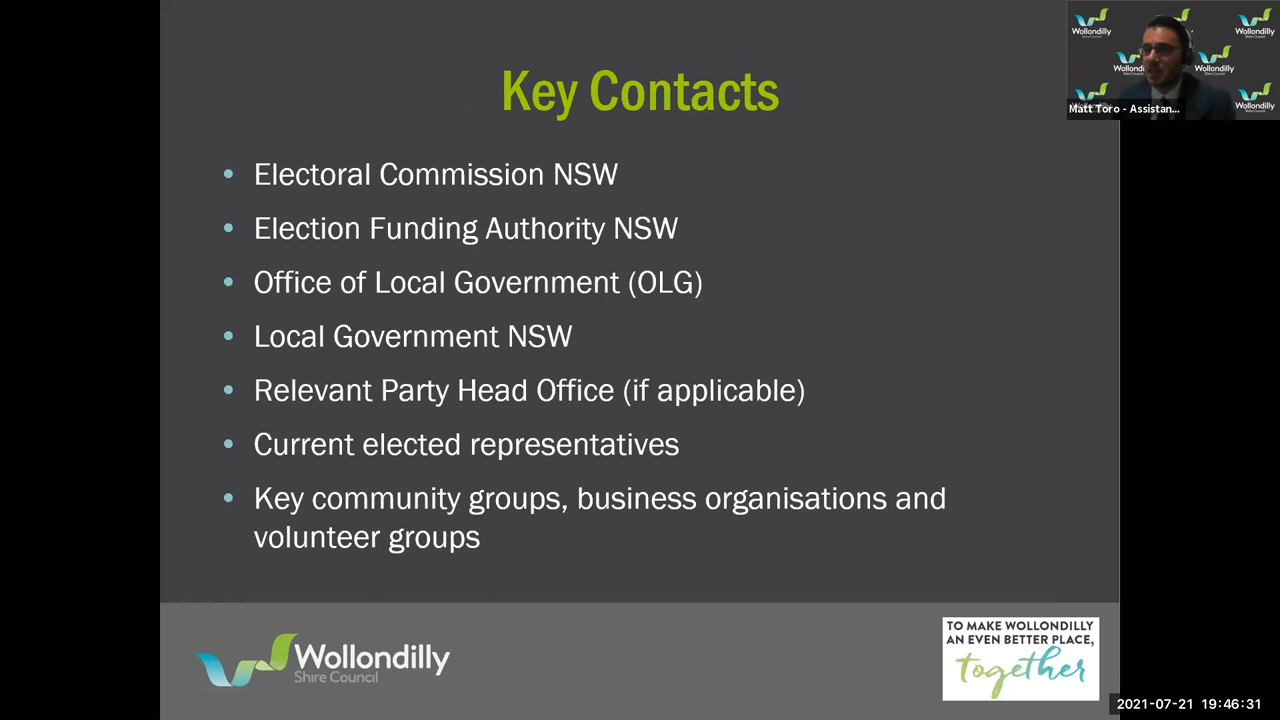 Key Contacts
• Electoral Commission NSW
• Election Funding Authority NSW
• Office of Local Government (OLG)
• Local Government NSW
• Relevant Party Head Office (if applicable)
• Current elected representatives
• Key community groups, business organisations and
volunteer groups
Wollondilly
Shire Council
TO MAKE WOLLONDILLY
AN EVEN BETTER PLACE,
together
Matt Toro - Assistan...
2021-07-21 19:46:31